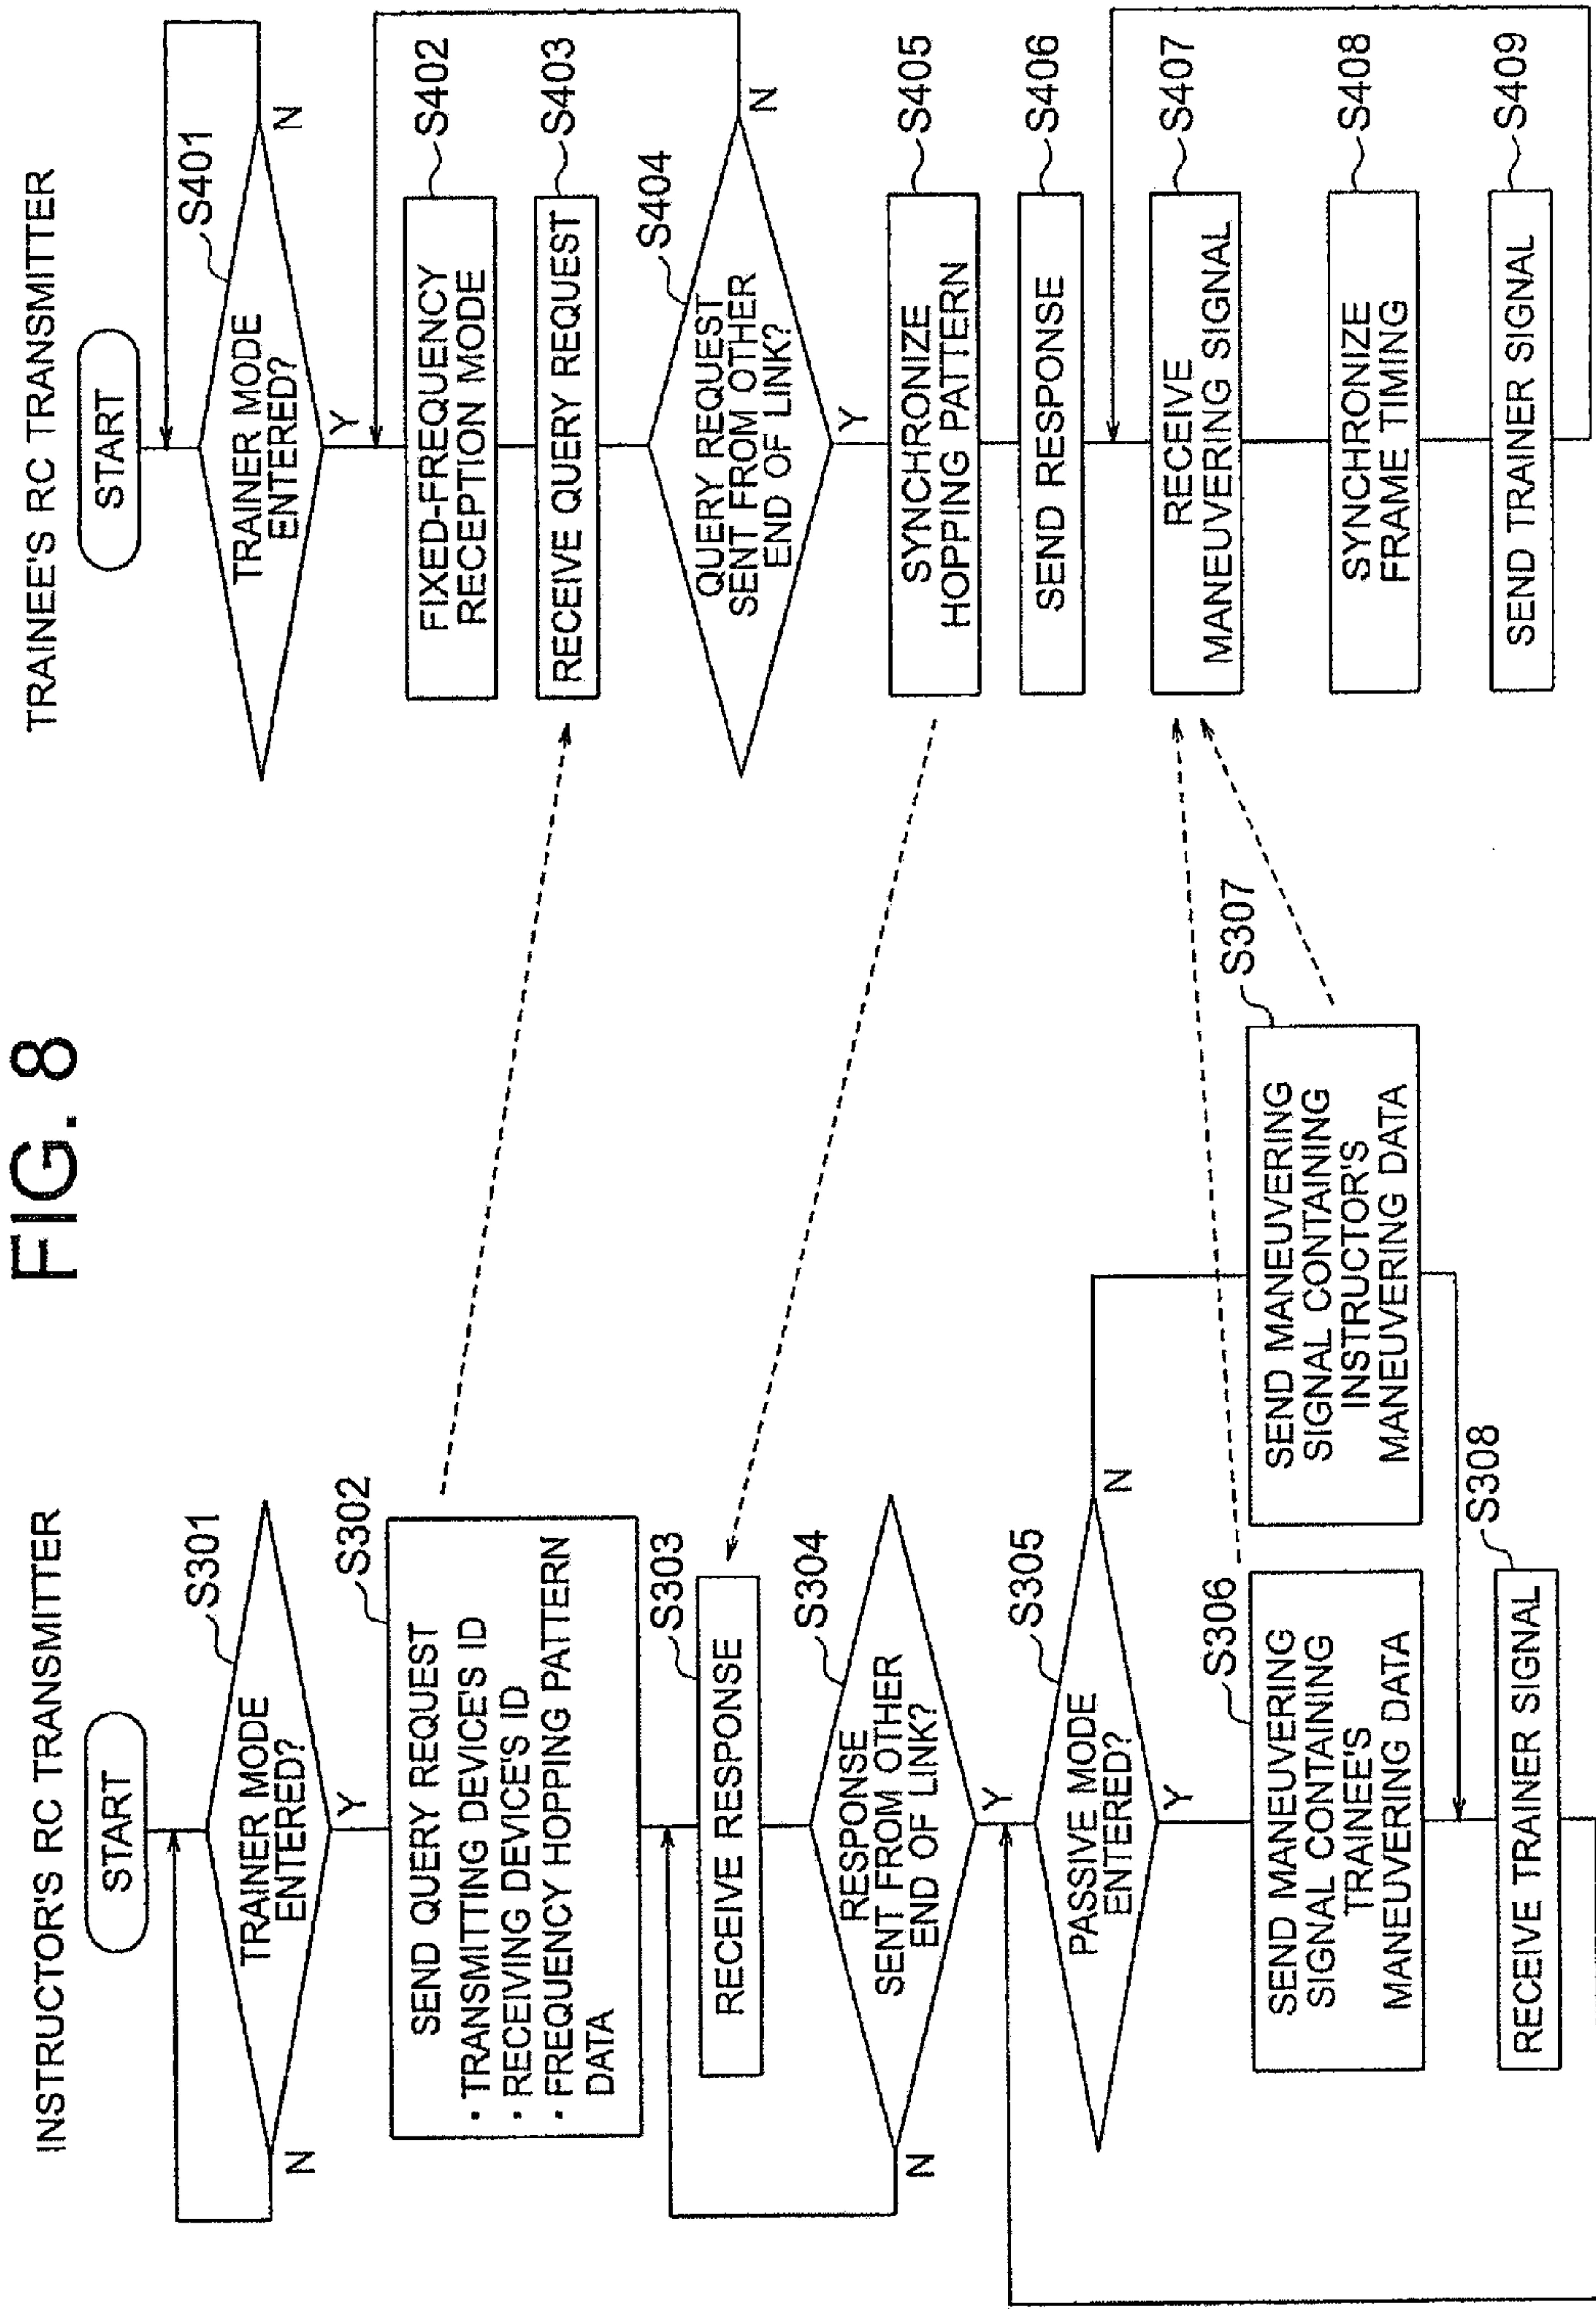 FIG. 8
INSTRUCTOR'S RC TRANSMITTER
START
S301
TRAINER MODE
ENTERED?
N
Y
S302
SEND QUERY REQUEST
• TRANSMITTING DEVICE'S ID
• RECEIVING DEVICE'S ID
• FREQUENCY HOPPING PATTERN
DATA
S303
RECEIVE RESPONSE
S304
RESPONSE
SENT FROM OTHER
END OF LINK?
N
Y
S305
PASSIVE MODE
ENTERED?
N
Y
S306
SEND MANEUVERING
SIGNAL CONTAINING
TRAINEE'S
MANEUVERING DATA
S307
SEND MANEUVERING
SIGNAL CONTAINING
INSTRUCTOR'S
MANEUVERING DATA
S308
RECEIVE TRAINER SIGNAL
TRAINEE'S RC TRANSMITTER
START
S401
TRAINER MODE
ENTERED?
N
Y
FIXED-FREQUENCY
RECEPTION MODE
S402
RECEIVE QUERY REQUEST
S403
S404
QUERY REQUEST
SENT FROM OTHER
END OF LINK?
N
Y
SYNCHRONIZE
HOPPING PATTERN
S405
SEND RESPONSE
S406
RECEIVE
MANEUVERING SIGNAL
S407
SYNCHRONIZE
FRAME TIMING
S408
SEND TRAINER SIGNAL
S409